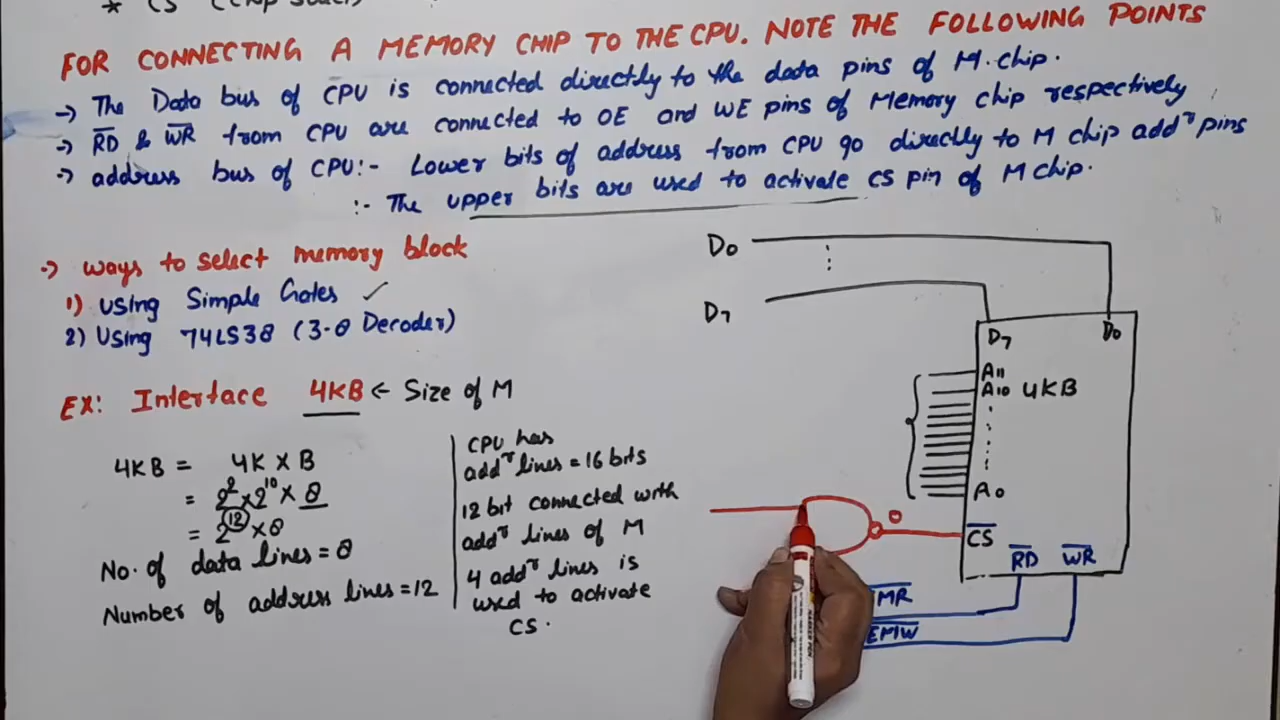 * CS (Chip Select)
FOR CONNECTING A MEMORY CHIP TO THE CPU. NOTE THE FOLLOWING POINTS
→ The Data bus of CPU is connected directly to the data pins of M.chip.
→ R̅D̅ & W̅R̅ from CPU are connected to OE and WE pins of Memory chip respectively
→ address bus of CPU:- Lower bits of address from CPU go directly to M chip addʳ pins
:- The upper bits are used to activate CS pin of M chip.
→ ways to select memory block
1) Using Simple Gates ✓
2) Using 74LS38 (3-8 Decoder)
EX: Interface 4KB ← Size of M
4KB = 4K X B
= 2² x 2¹⁰ x 8
= 2¹² x 8
No. of data lines = 8
Number of address lines = 12
CPU has
addʳ lines = 16 bits
12 bit connected with
addʳ lines of M
4 addʳ lines is
used to activate
CS.
D0
D7
D7 D0
A11
A10 4KB
A0
0
C̅S̅
R̅D̅ W̅R̅
M̅R̅
E̅M̅W̅